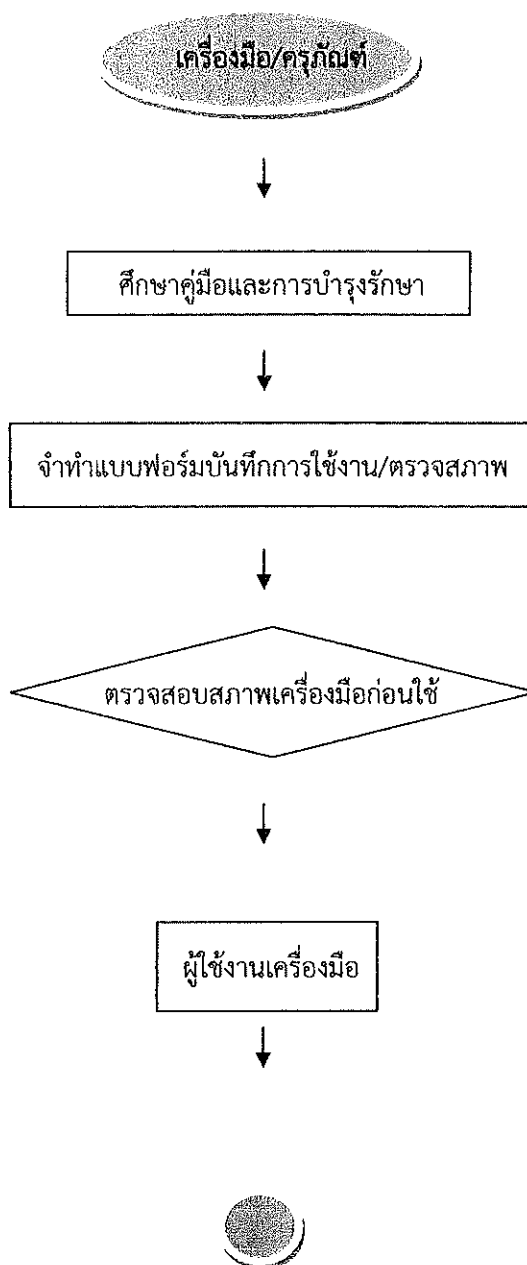 เครื่องมือ/ครุภัณฑ์
ศึกษาคู่มือและการบำรุงรักษา
จำทำแบบฟอร์มบันทึกการใช้งาน/ตรวจสภาพ
ตรวจสอบสภาพเครื่องมือก่อนใช้
ผู้ใช้งานเครื่องมือ